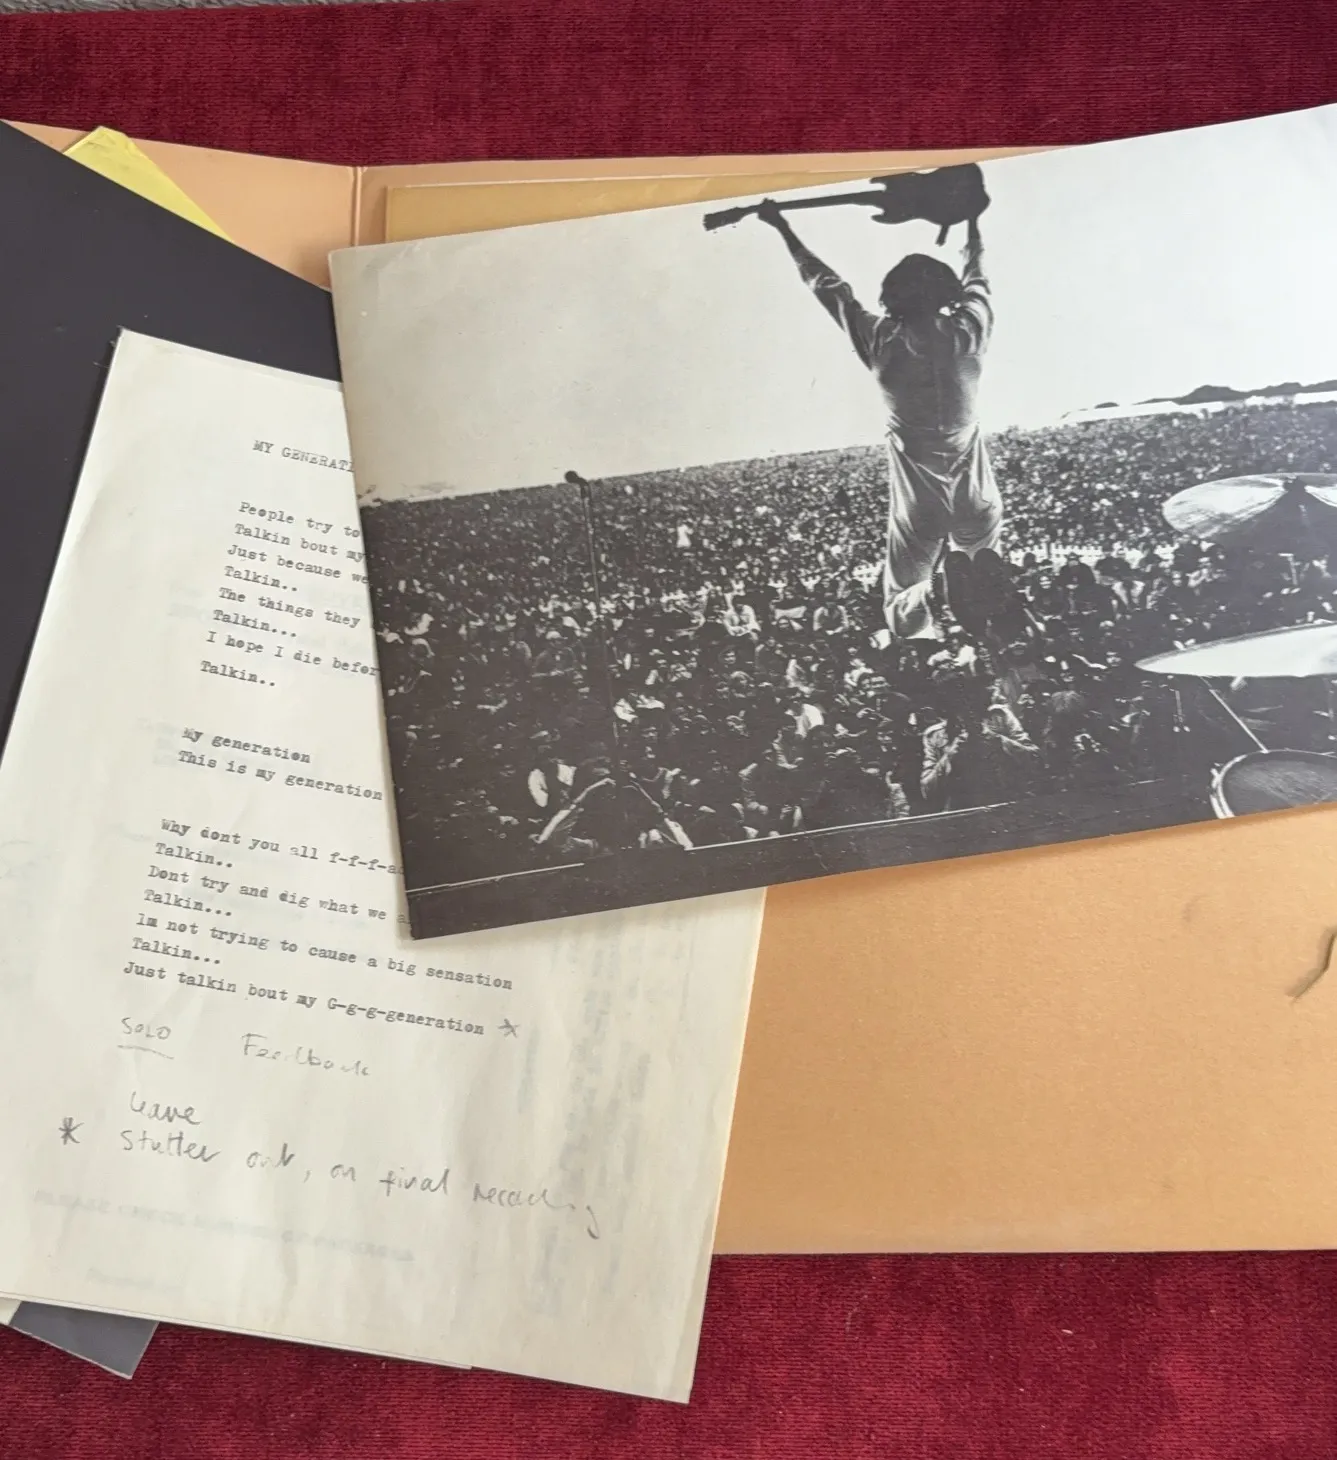 MY GENERATI
People try to
Talkin bout my
Just because we
Talkin..
The things they
Talkin...
I hope I die befor
Talkin..
My generation
This is my generation
Why dont you all f-f-f-
Talkin..
Dont try and dig what we a
Talkin...
Im not trying to cause a big sensation
Talkin...
Just talkin bout my G-g-g-generation *
SOLO Feedback
leave
* Stutter out, on final recording